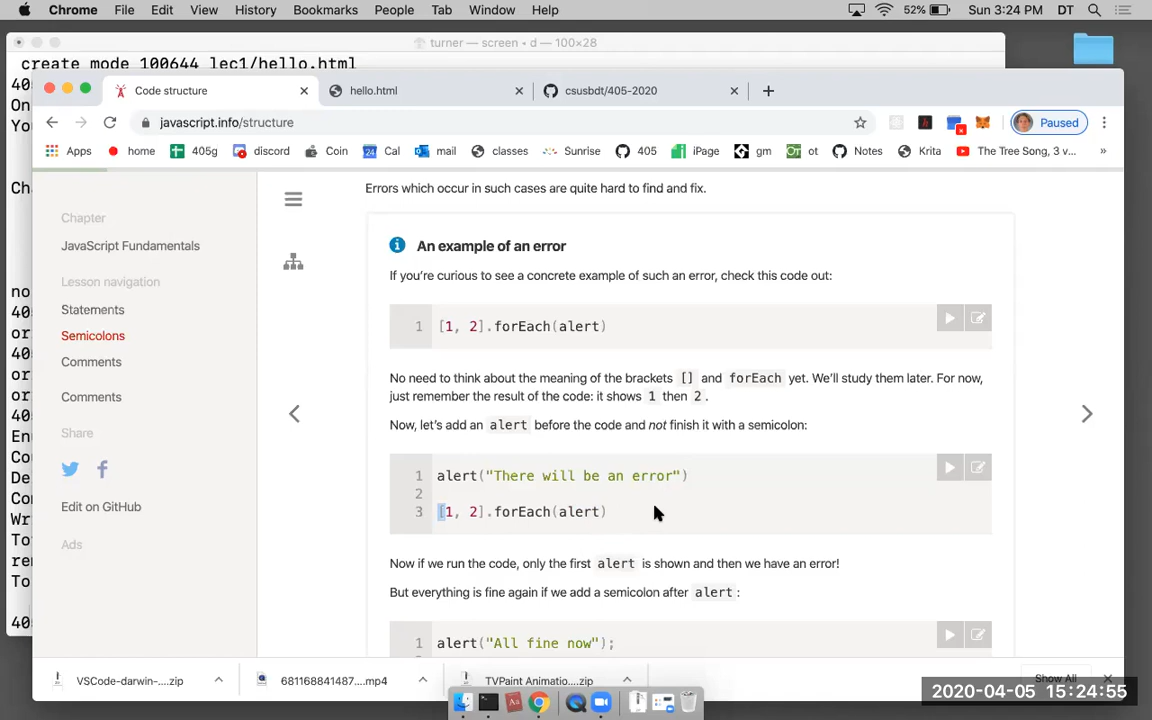 Chrome File Edit View History Bookmarks People Tab Window Help 52% Sun 3:24 PM DT
turner — screen • d — 100×28
create mode 100644 lec1/hello.html
Code structure hello.html csusbdt/405-2020
javascript.info/structure Paused
Apps home 405g discord Coin Cal mail classes Sunrise 405 iPage gm ot Notes Krita The Tree Song, 3 v... »
Errors which occur in such cases are quite hard to find and fix.
Chapter
JavaScript Fundamentals
Lesson navigation
Statements
Semicolons
Comments
Comments
Share
Edit on GitHub
Ads
An example of an error
If you're curious to see a concrete example of such an error, check this code out:
1 [1, 2].forEach(alert)
No need to think about the meaning of the brackets [] and forEach yet. We'll study them later. For now,
just remember the result of the code: it shows 1 then 2.
Now, let's add an alert before the code and not finish it with a semicolon:
1 alert("There will be an error")
2
3 [1, 2].forEach(alert)
Now if we run the code, only the first alert is shown and then we have an error!
But everything is fine again if we add a semicolon after alert:
1 alert("All fine now");
VSCode-darwin-....zip 681168841487....mp4 TVPaint Animatio....zip Show All
2020-04-05 15:24:55